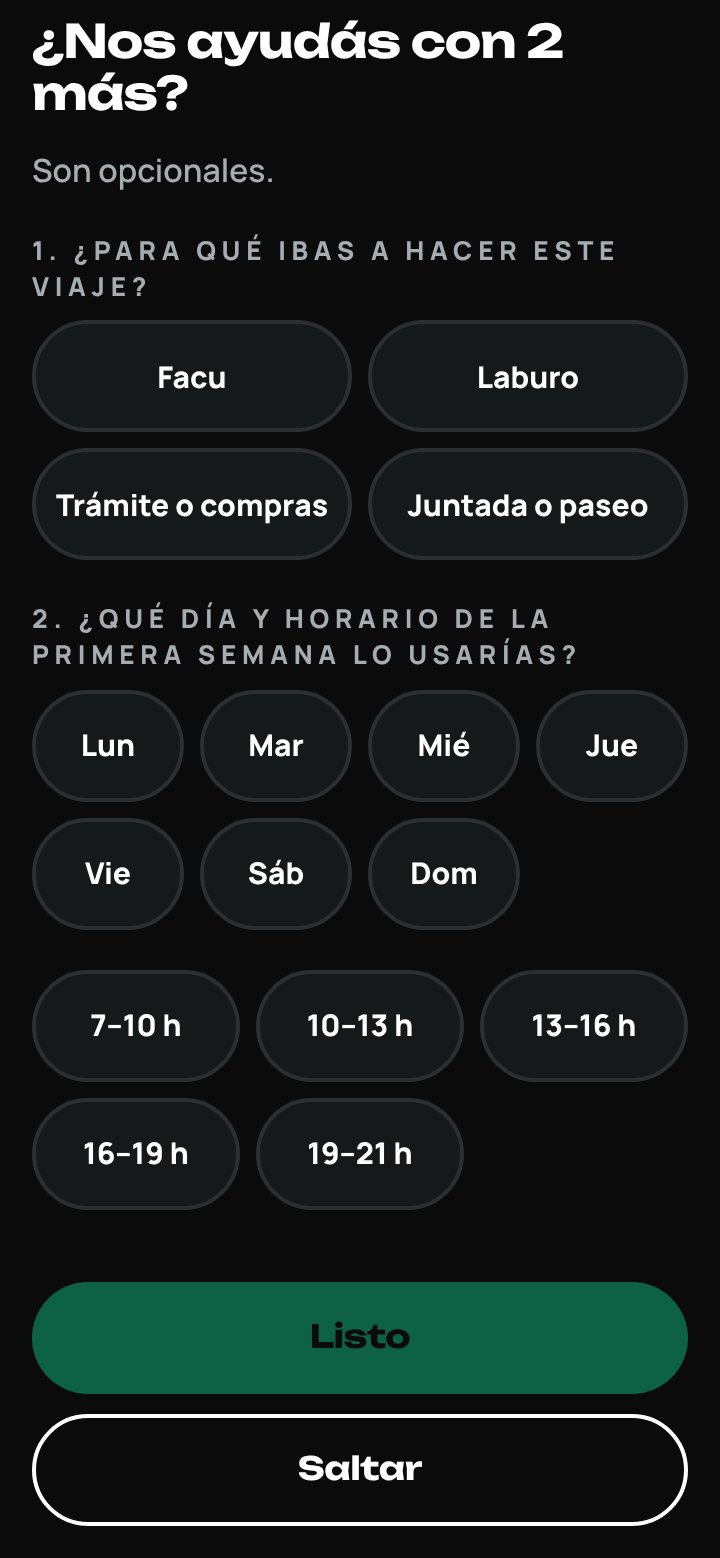 ¿Nos ayudás con 2
más?
Son opcionales.
1. ¿PARA QUÉ IBAS A HACER ESTE
VIAJE?
Facu
Laburo
Trámite o compras
Juntada o paseo
2. ¿QUÉ DÍA Y HORARIO DE LA
PRIMERA SEMANA LO USARÍAS?
Lun
Mar
Mié
Jue
Vie
Sáb
Dom
7–10 h
10–13 h
13–16 h
16–19 h
19–21 h
Listo
Saltar